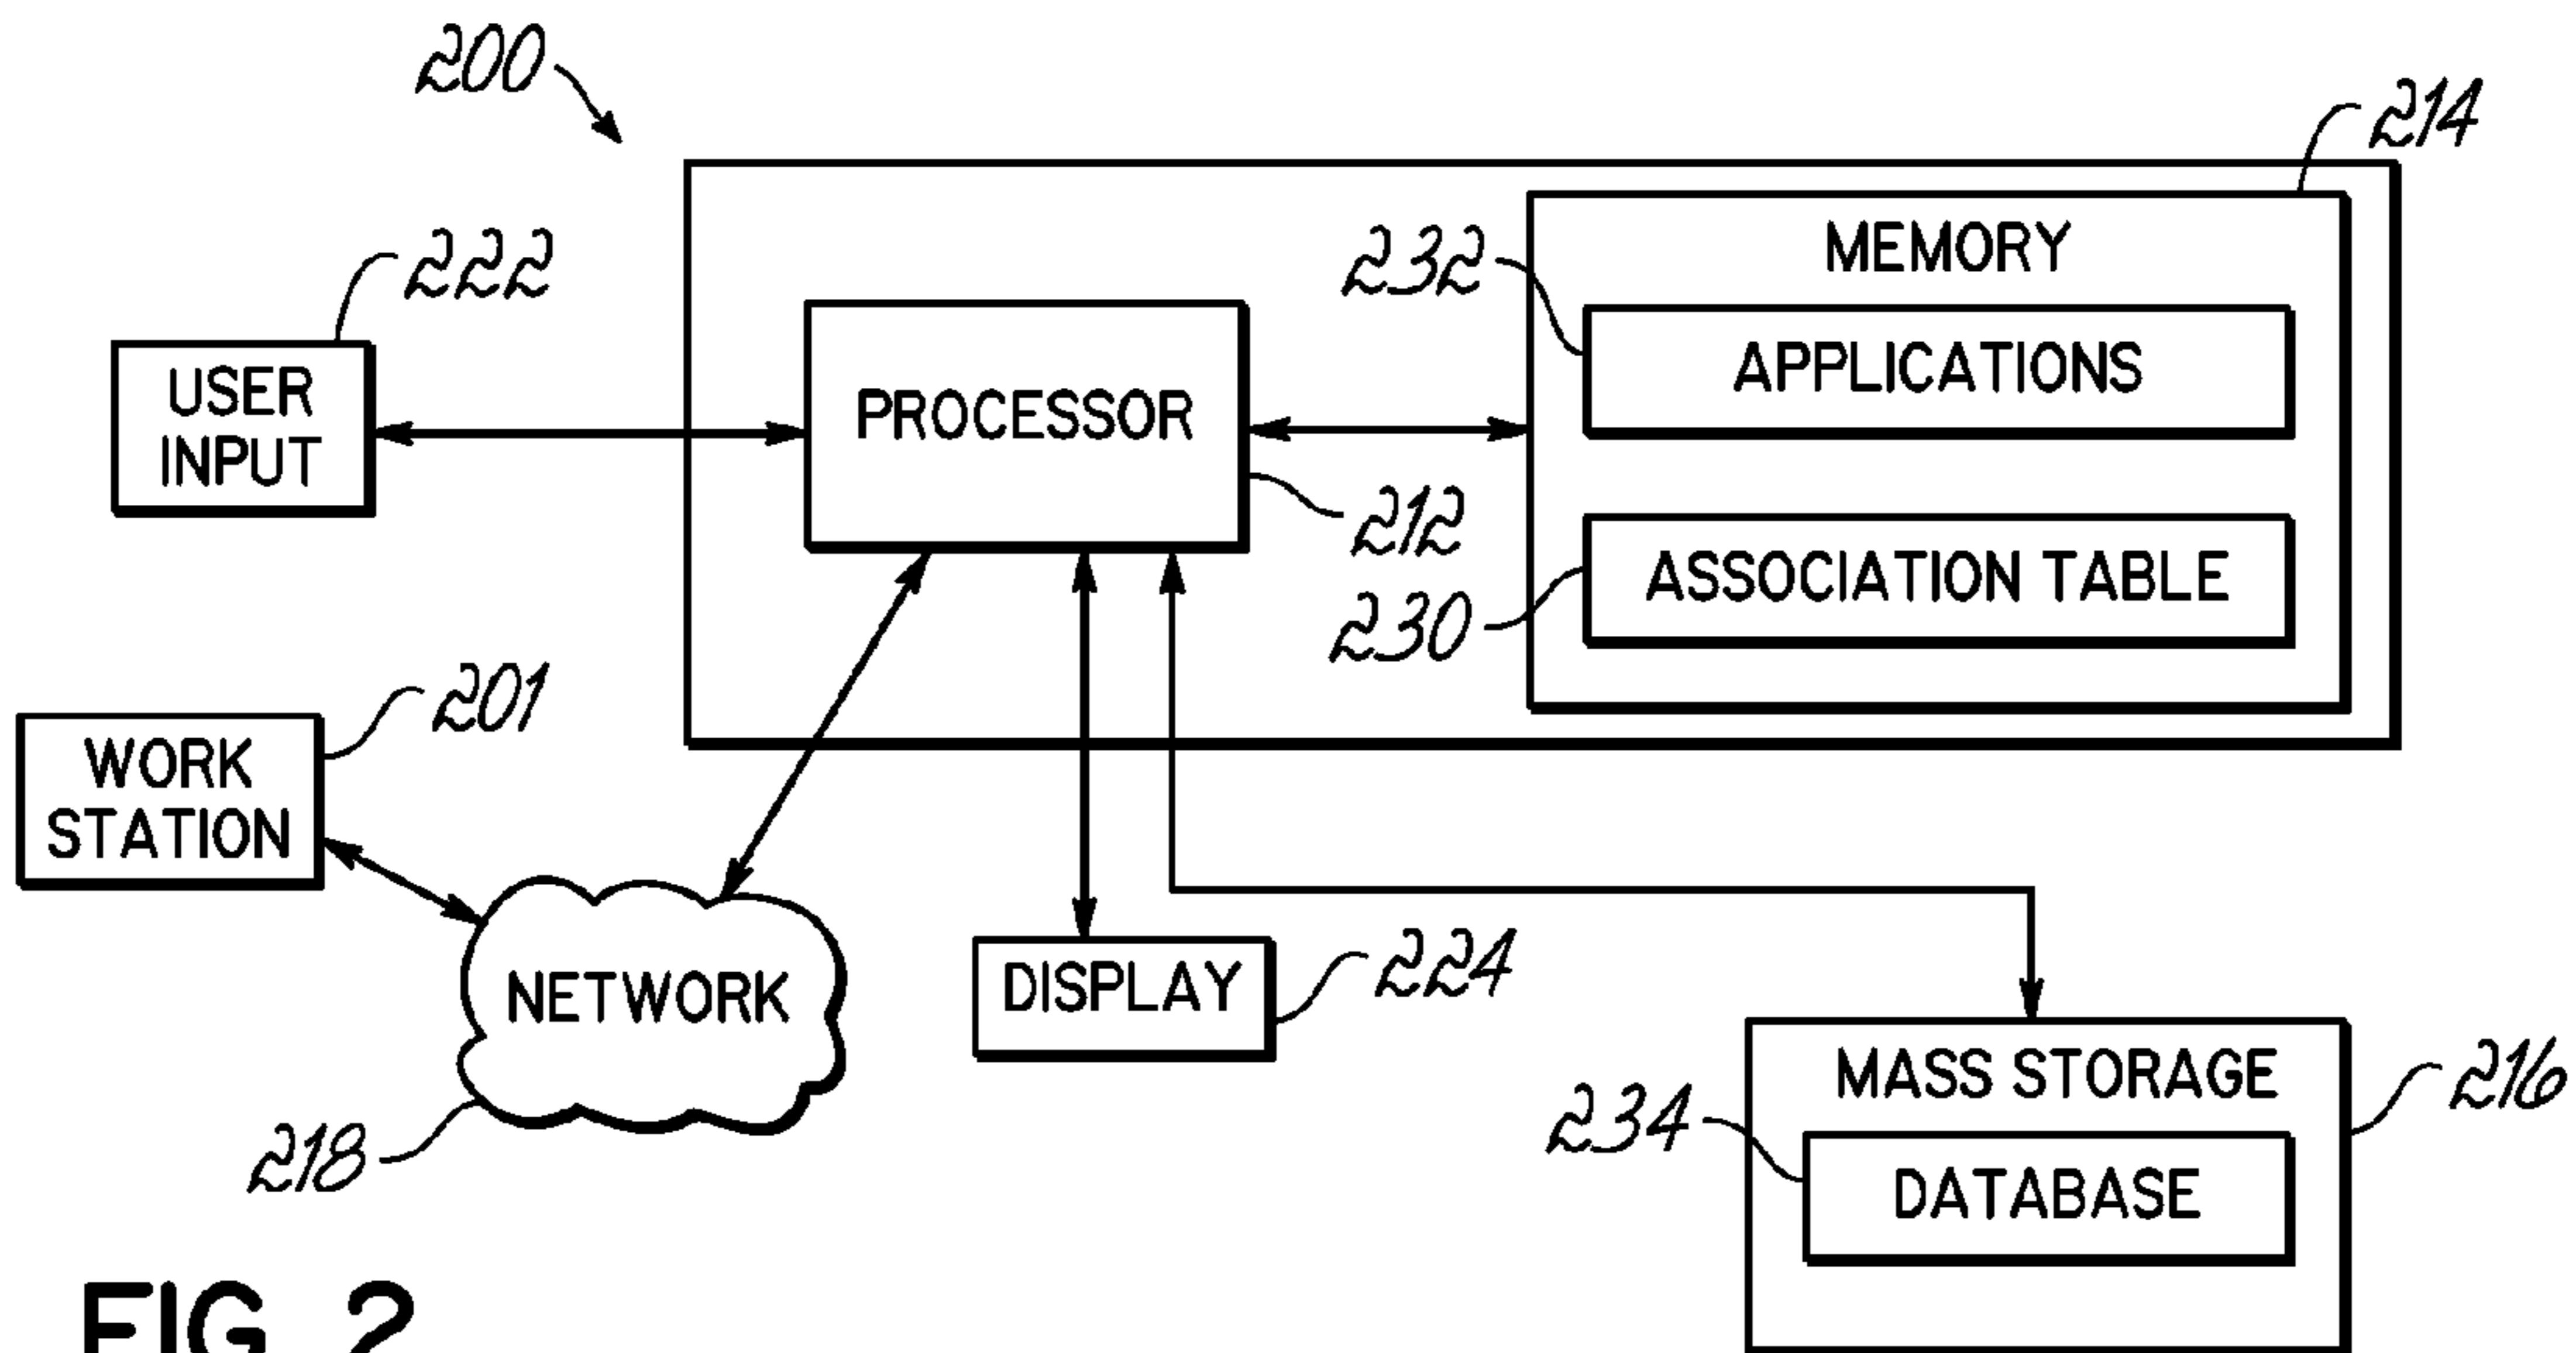 200
214
MEMORY
222
232
APPLICATIONS
USER
INPUT
PROCESSOR
212
ASSOCIATION TABLE
230
201
WORK
STATION
NETWORK
218
DISPLAY
224
MASS STORAGE
216
234
DATABASE
FIG. 2